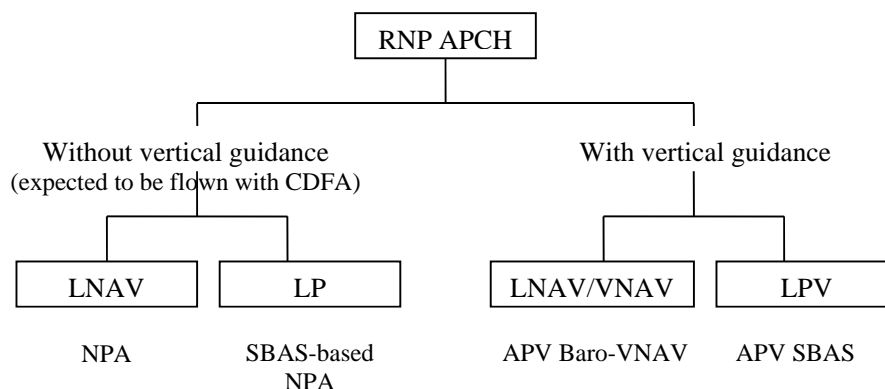 RNP APCH
Without vertical guidance
(expected to be flown with CDFA)
With vertical guidance
LNAV
LP
LNAV/VNAV
LPV
NPA
SBAS-based
NPA
APV Baro-VNAV
APV SBAS